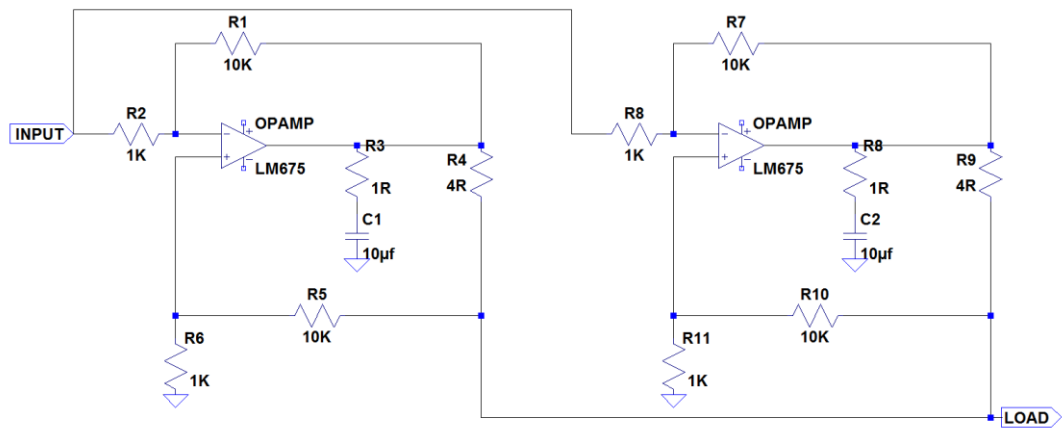 R1
10K
R7
10K
INPUT
R2
1K
OPAMP
LM675
R3
1R
R4
4R
C1
10µf
R5
10K
R6
1K
R8
1K
OPAMP
LM675
R8
1R
R9
4R
C2
10µf
R10
10K
R11
1K
LOAD